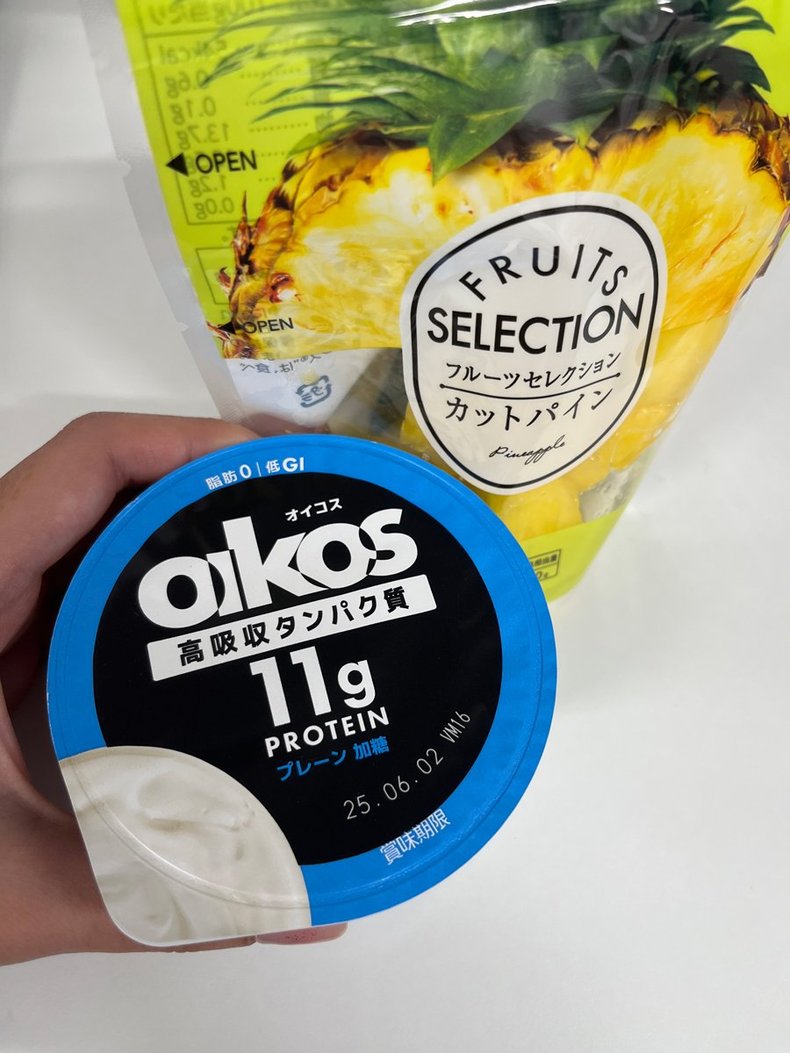 OPEN
OPEN
FRUITS
SELECTION
フルーツセレクション
カットパイン
Pineapple
脂肪0｜低GI
オイコス
oikos
高吸収タンパク質
11g
PROTEIN
プレーン 加糖
25.06.02 VM16
賞味期限